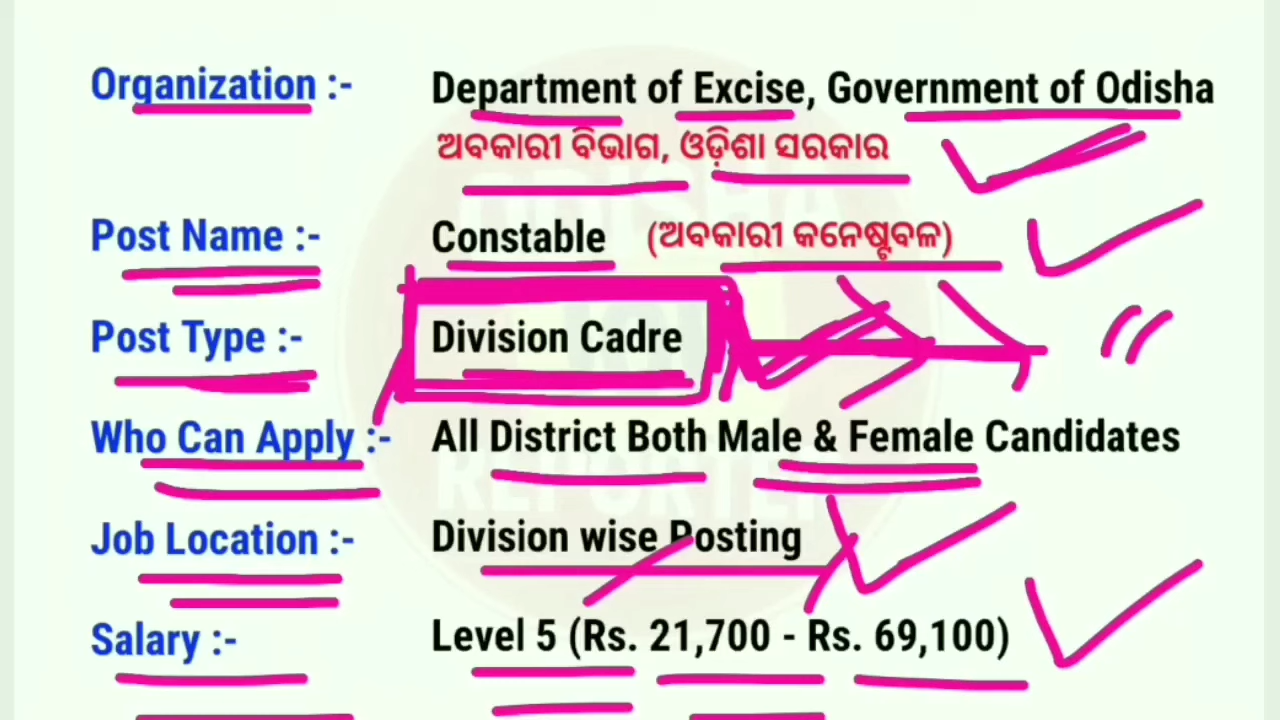 Organization :- Department of Excise, Government of Odisha
ଅବକାରୀ ବିଭାଗ, ଓଡ଼ିଶା ସରକାର
Post Name :- Constable (ଅବକାରୀ କନେଷ୍ଟବଳ)
Post Type :- Division Cadre
Who Can Apply :- All District Both Male & Female Candidates
Job Location :- Division wise Posting
Salary :- Level 5 (Rs. 21,700 - Rs. 69,100)